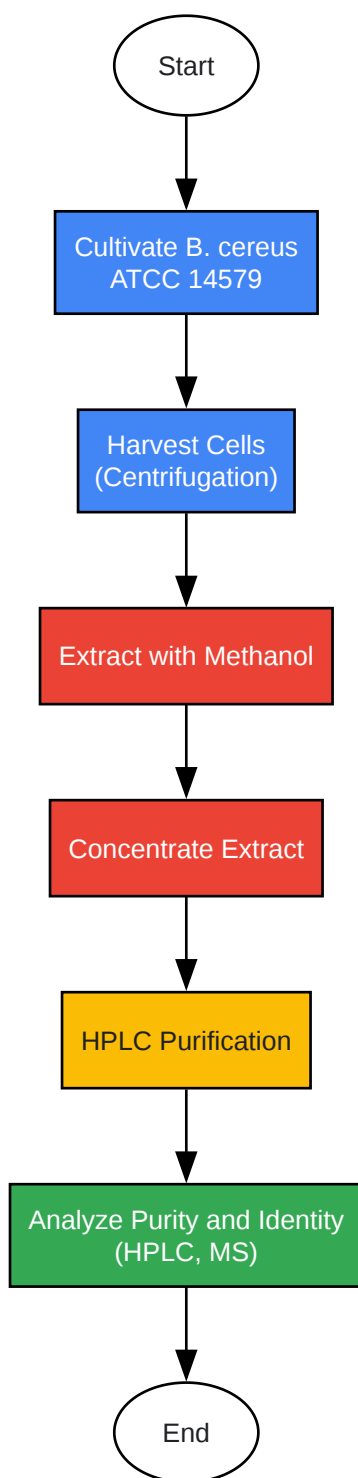 Start
Cultivate B. cereus
ATCC 14579
Harvest Cells
(Centrifugation)
Extract with Methanol
Concentrate Extract
HPLC Purification
Analyze Purity and Identity
(HPLC, MS)
End